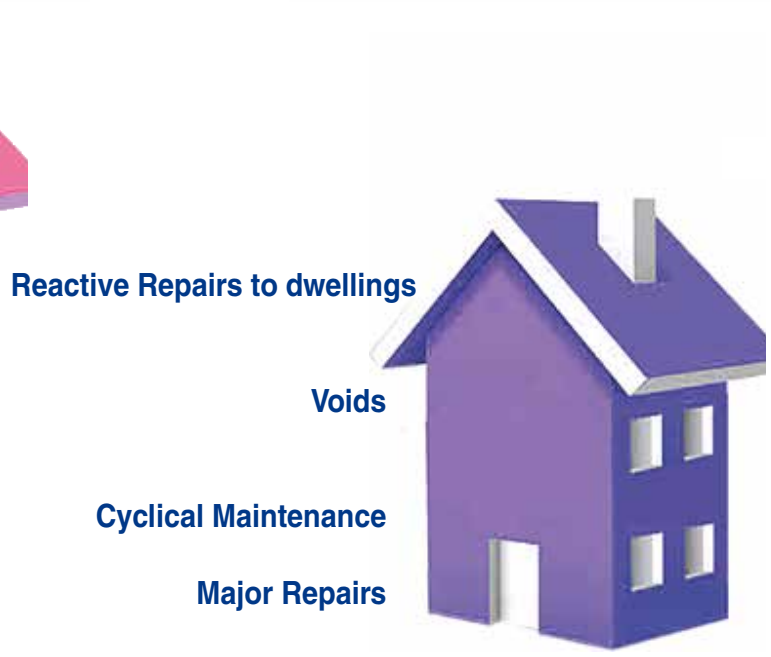 Reactive Repairs to dwellings
Voids
Cyclical Maintenance
Major Repairs